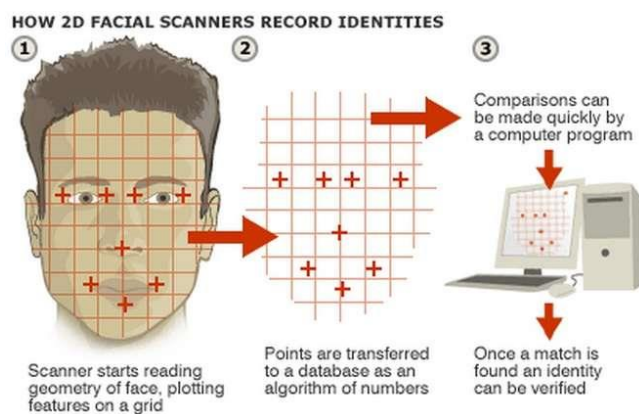 HOW 2D FACIAL SCANNERS RECORD IDENTITIES
1
Scanner starts reading
geometry of face, plotting
features on a grid
2
Points are transferred
to a database as an
algorithm of numbers
3
Comparisons can
be made quickly by
a computer program
Once a match is
found an identity
can be verified